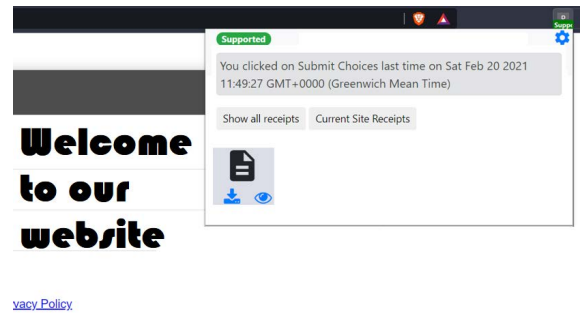 Supported
You clicked on Submit Choices last time on Sat Feb 20 2021
11:49:27 GMT+0000 (Greenwich Mean Time)
Show all receipts Current Site Receipts
Welcome
to our
website
vacy Policy